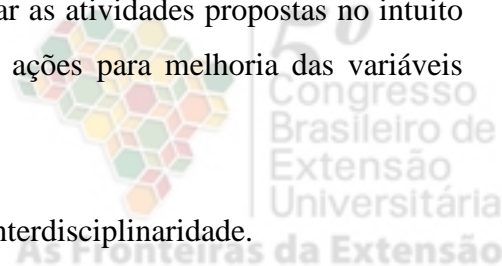 ar as atividades propostas no intuito
ações para melhoria das variáveis
5º
Congresso
Brasileiro de
Extensão
Universitária
nterdisciplinaridade.
As Fronteiras da Extensão